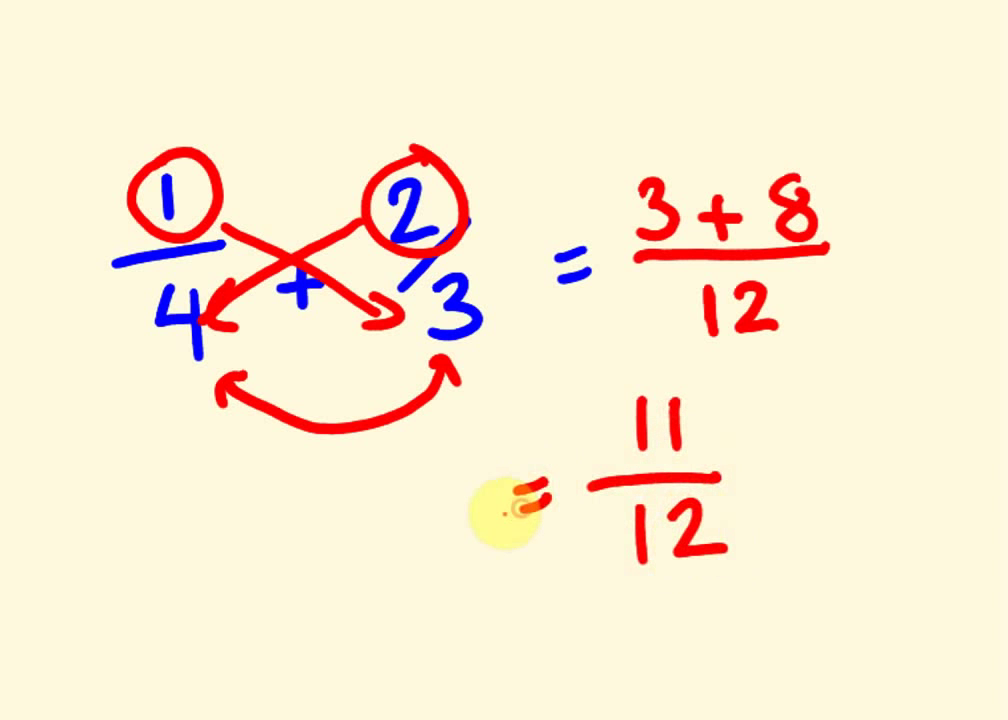 1/4 + 2/3 = 3 + 8/12
= 11/12